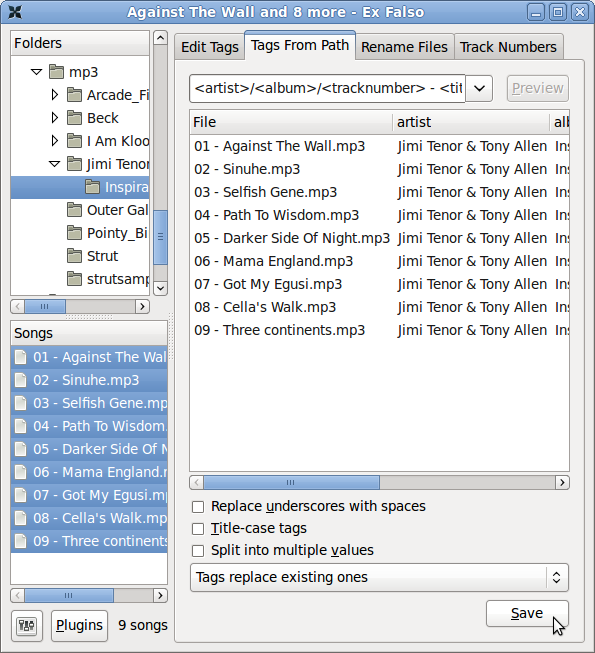 Against The Wall and 8 more - Ex Falso
Folders
mp3
Arcade_Fi
Beck
I Am Kloo
Jimi Tenor
Inspira
Outer Gal
Pointy_Bi
Strut
strutsamp
Songs
01 - Against The Wal
02 - Sinuhe.mp3
03 - Selfish Gene.mp
04 - Path To Wisdom.
05 - Darker Side Of N
06 - Mama England.m
07 - Got My Egusi.mp
08 - Cella's Walk.mp
09 - Three continents
Plugins
9 songs
Edit Tags
Tags From Path
Rename Files
Track Numbers
<artist>/<album>/<tracknumber> - <tit
Preview
File artist alb
01 - Against The Wall.mp3 Jimi Tenor & Tony Allen Ins
02 - Sinuhe.mp3 Jimi Tenor & Tony Allen Ins
03 - Selfish Gene.mp3 Jimi Tenor & Tony Allen Ins
04 - Path To Wisdom.mp3 Jimi Tenor & Tony Allen Ins
05 - Darker Side Of Night.mp3 Jimi Tenor & Tony Allen Ins
06 - Mama England.mp3 Jimi Tenor & Tony Allen Ins
07 - Got My Egusi.mp3 Jimi Tenor & Tony Allen Ins
08 - Cella's Walk.mp3 Jimi Tenor & Tony Allen Ins
09 - Three continents.mp3 Jimi Tenor & Tony Allen Ins
Replace underscores with spaces
Title-case tags
Split into multiple values
Tags replace existing ones
Save